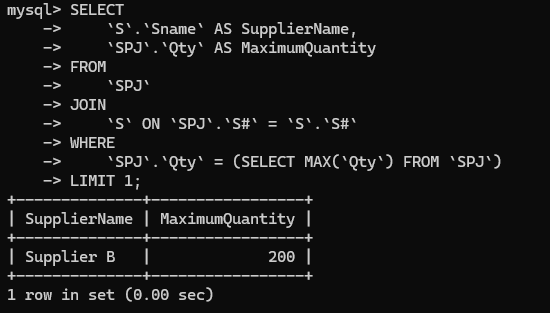 mysql> SELECT
    ->     `S`.`Sname` AS SupplierName,
    ->     `SPJ`.`Qty` AS MaximumQuantity
    -> FROM
    ->     `SPJ`
    -> JOIN
    ->     `S` ON `SPJ`.`S#` = `S`.`S#`
    -> WHERE
    ->     `SPJ`.`Qty` = (SELECT MAX(`Qty`) FROM `SPJ`)
    -> LIMIT 1;
+--------------+-----------------+
| SupplierName | MaximumQuantity |
+--------------+-----------------+
| Supplier B   |             200 |
+--------------+-----------------+
1 row in set (0.00 sec)